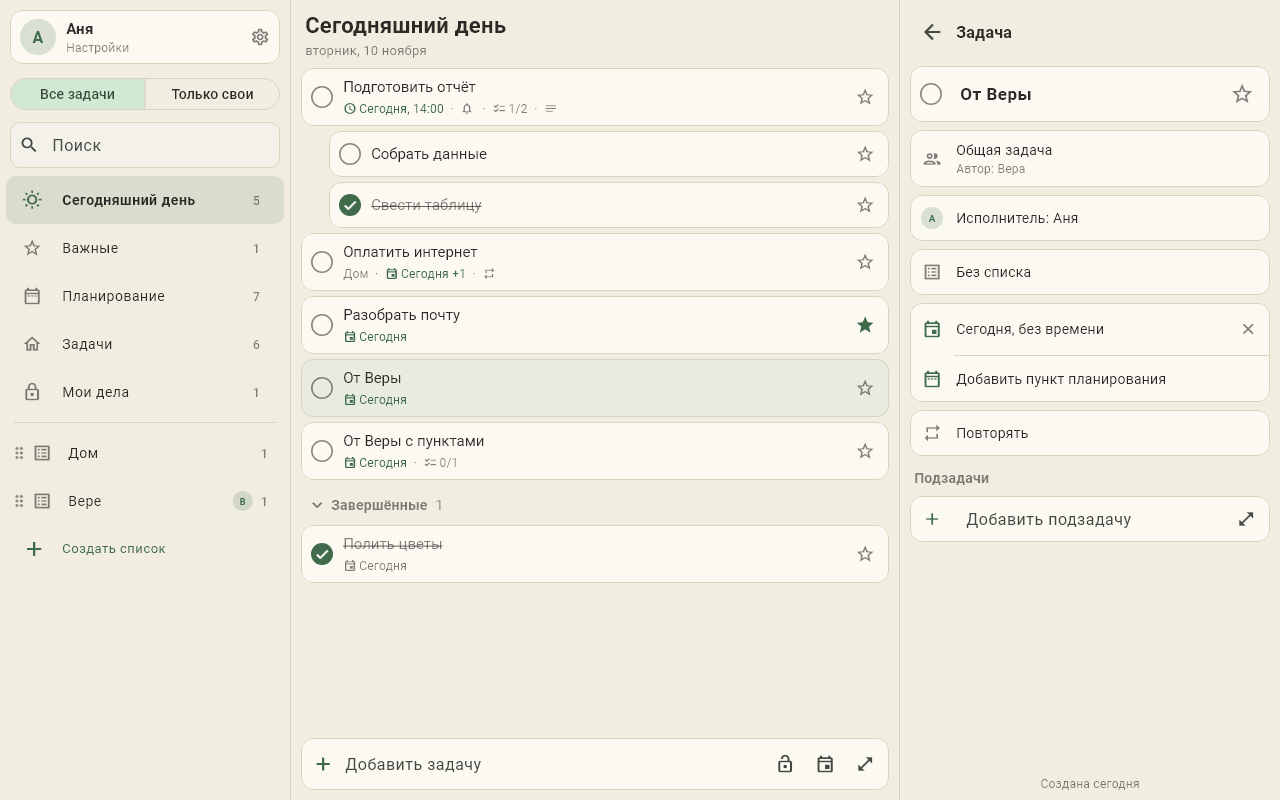 А
Аня
Настройки
Все задачи
Только свои
Поиск
Сегодняшний день 5
Важные 1
Планирование 7
Задачи 6
Мои дела 1
Дом 1
Вере В 1
Создать список
Сегодняшний день
вторник, 10 ноября
Подготовить отчёт
Сегодня, 14:00 · · 1/2 ·
Собрать данные
Свести таблицу
Оплатить интернет
Дом · Сегодня +1 ·
Разобрать почту
Сегодня
От Веры
Сегодня
От Веры с пунктами
Сегодня · 0/1
Завершённые 1
Полить цветы
Сегодня
Добавить задачу
Задача
От Веры
Общая задача
Автор: Вера
А Исполнитель: Аня
Без списка
Сегодня, без времени
Добавить пункт планирования
Повторять
Подзадачи
Добавить подзадачу
Создана сегодня